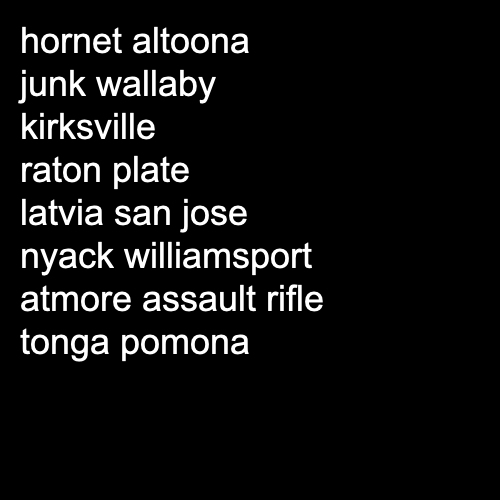 hornet altoona
junk wallaby
kirksville
raton plate
latvia san jose
nyack williamsport
atmore assault rifle
tonga pomona